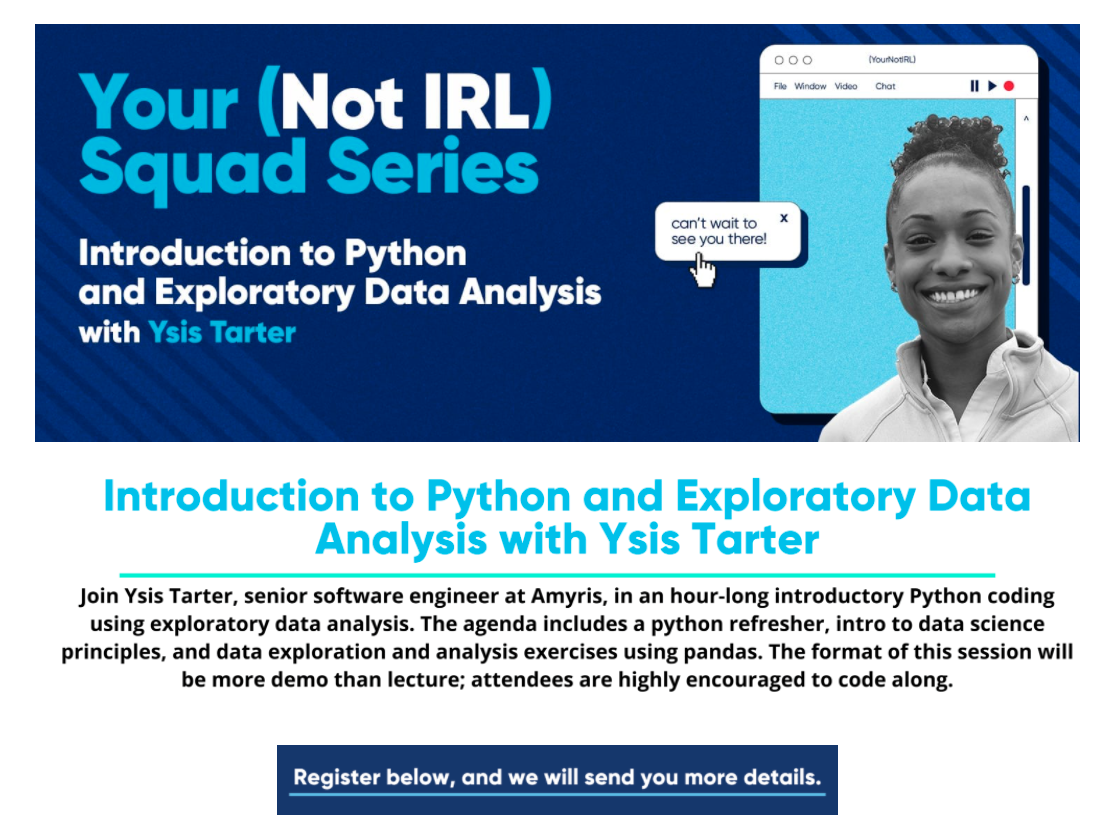 Your (Not IRL)
Squad Series
Introduction to Python
and Exploratory Data Analysis
with Ysis Tarter
(YourNotIRL)
File Window Video Chat
can't wait to x
see you there!
Introduction to Python and Exploratory Data
Analysis with Ysis Tarter
Join Ysis Tarter, senior software engineer at Amyris, in an hour-long introductory Python coding
using exploratory data analysis. The agenda includes a python refresher, intro to data science
principles, and data exploration and analysis exercises using pandas. The format of this session will
be more demo than lecture; attendees are highly encouraged to code along.
Register below, and we will send you more details.